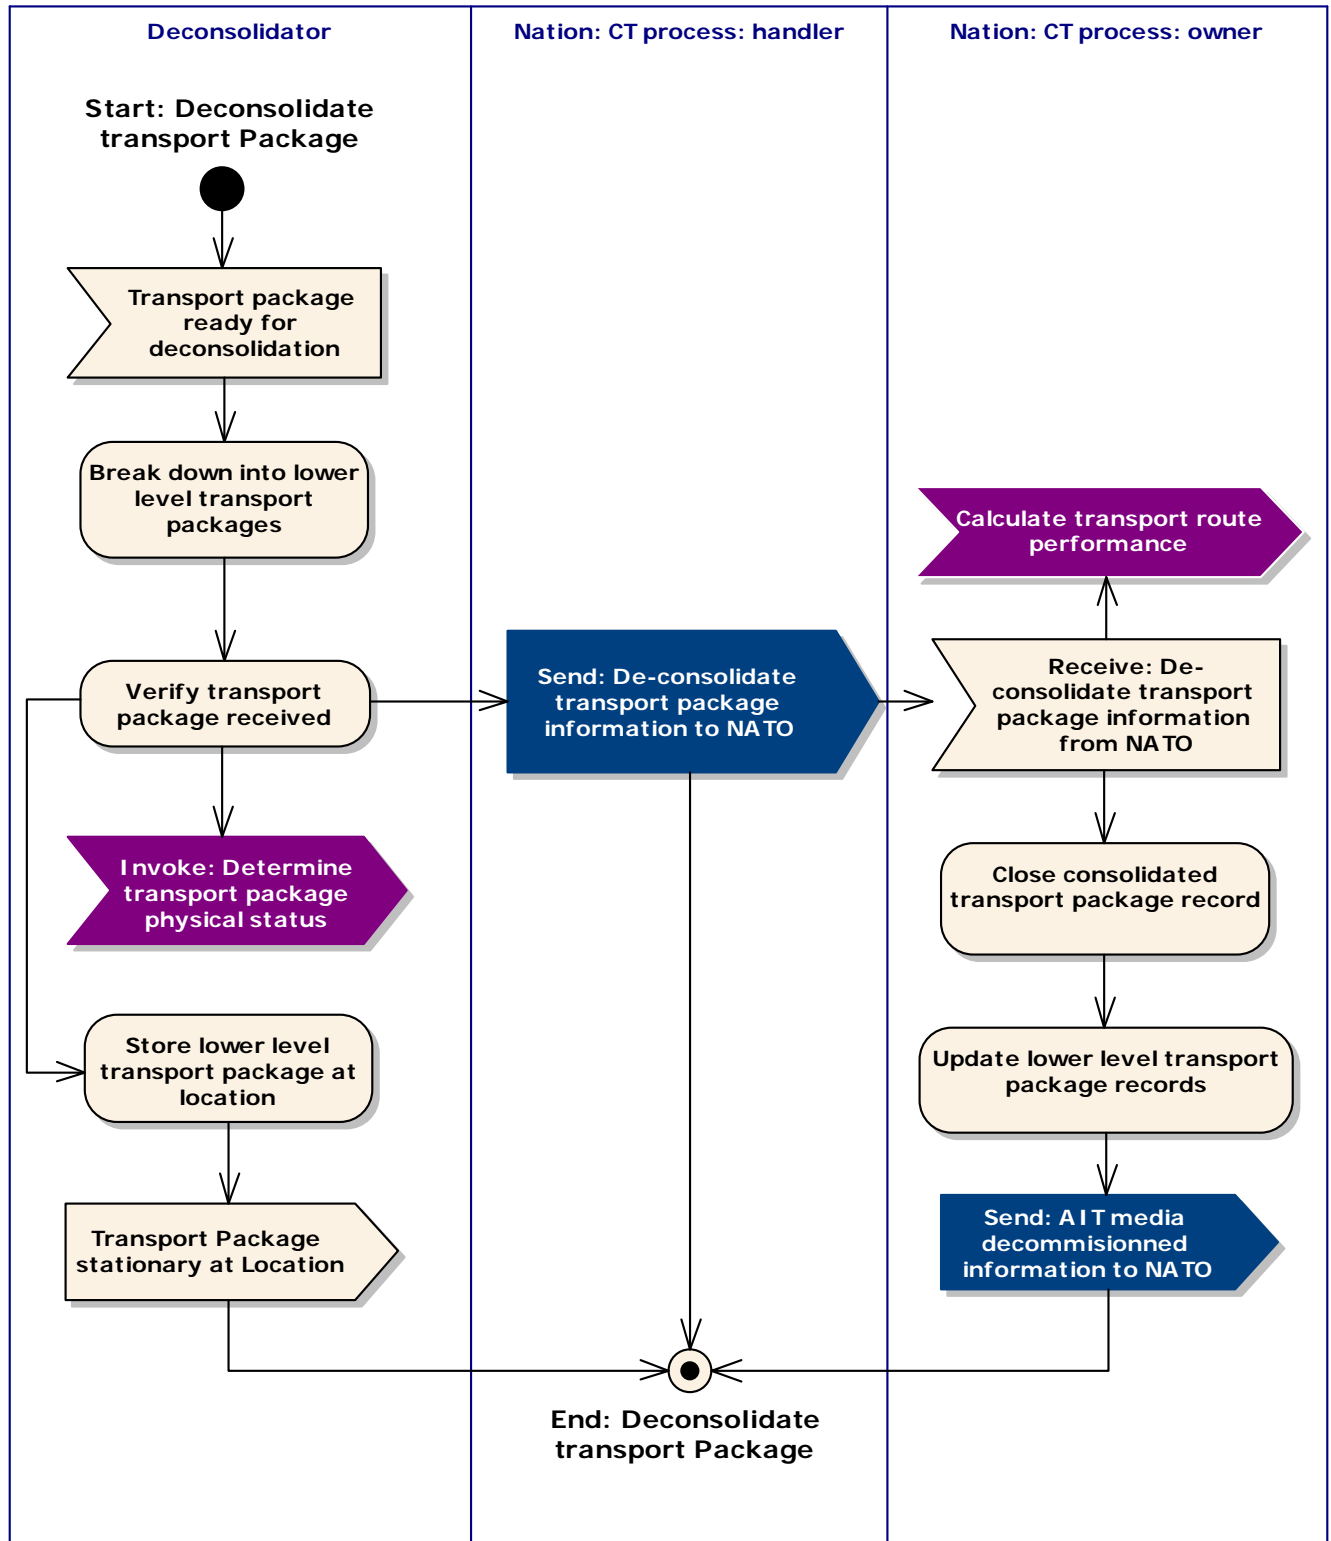 Deconsolidator
Nation: CT process: handler
Nation: CT process: owner
Start: Deconsolidate
transport Package
Transport package
ready for
deconsolidation
Break down into lower
level transport
packages
Verify transport
package received
Invoke: Determine
transport package
physical status
Store lower level
transport package at
location
Transport Package
stationary at Location
Send: De-consolidate
transport package
information to NATO
End: Deconsolidate
transport Package
Calculate transport route
performance
Receive: De-
consolidate transport
package information
from NATO
Close consolidated
transport package record
Update lower level transport
package records
Send: AIT media
decommisionned
information to NATO